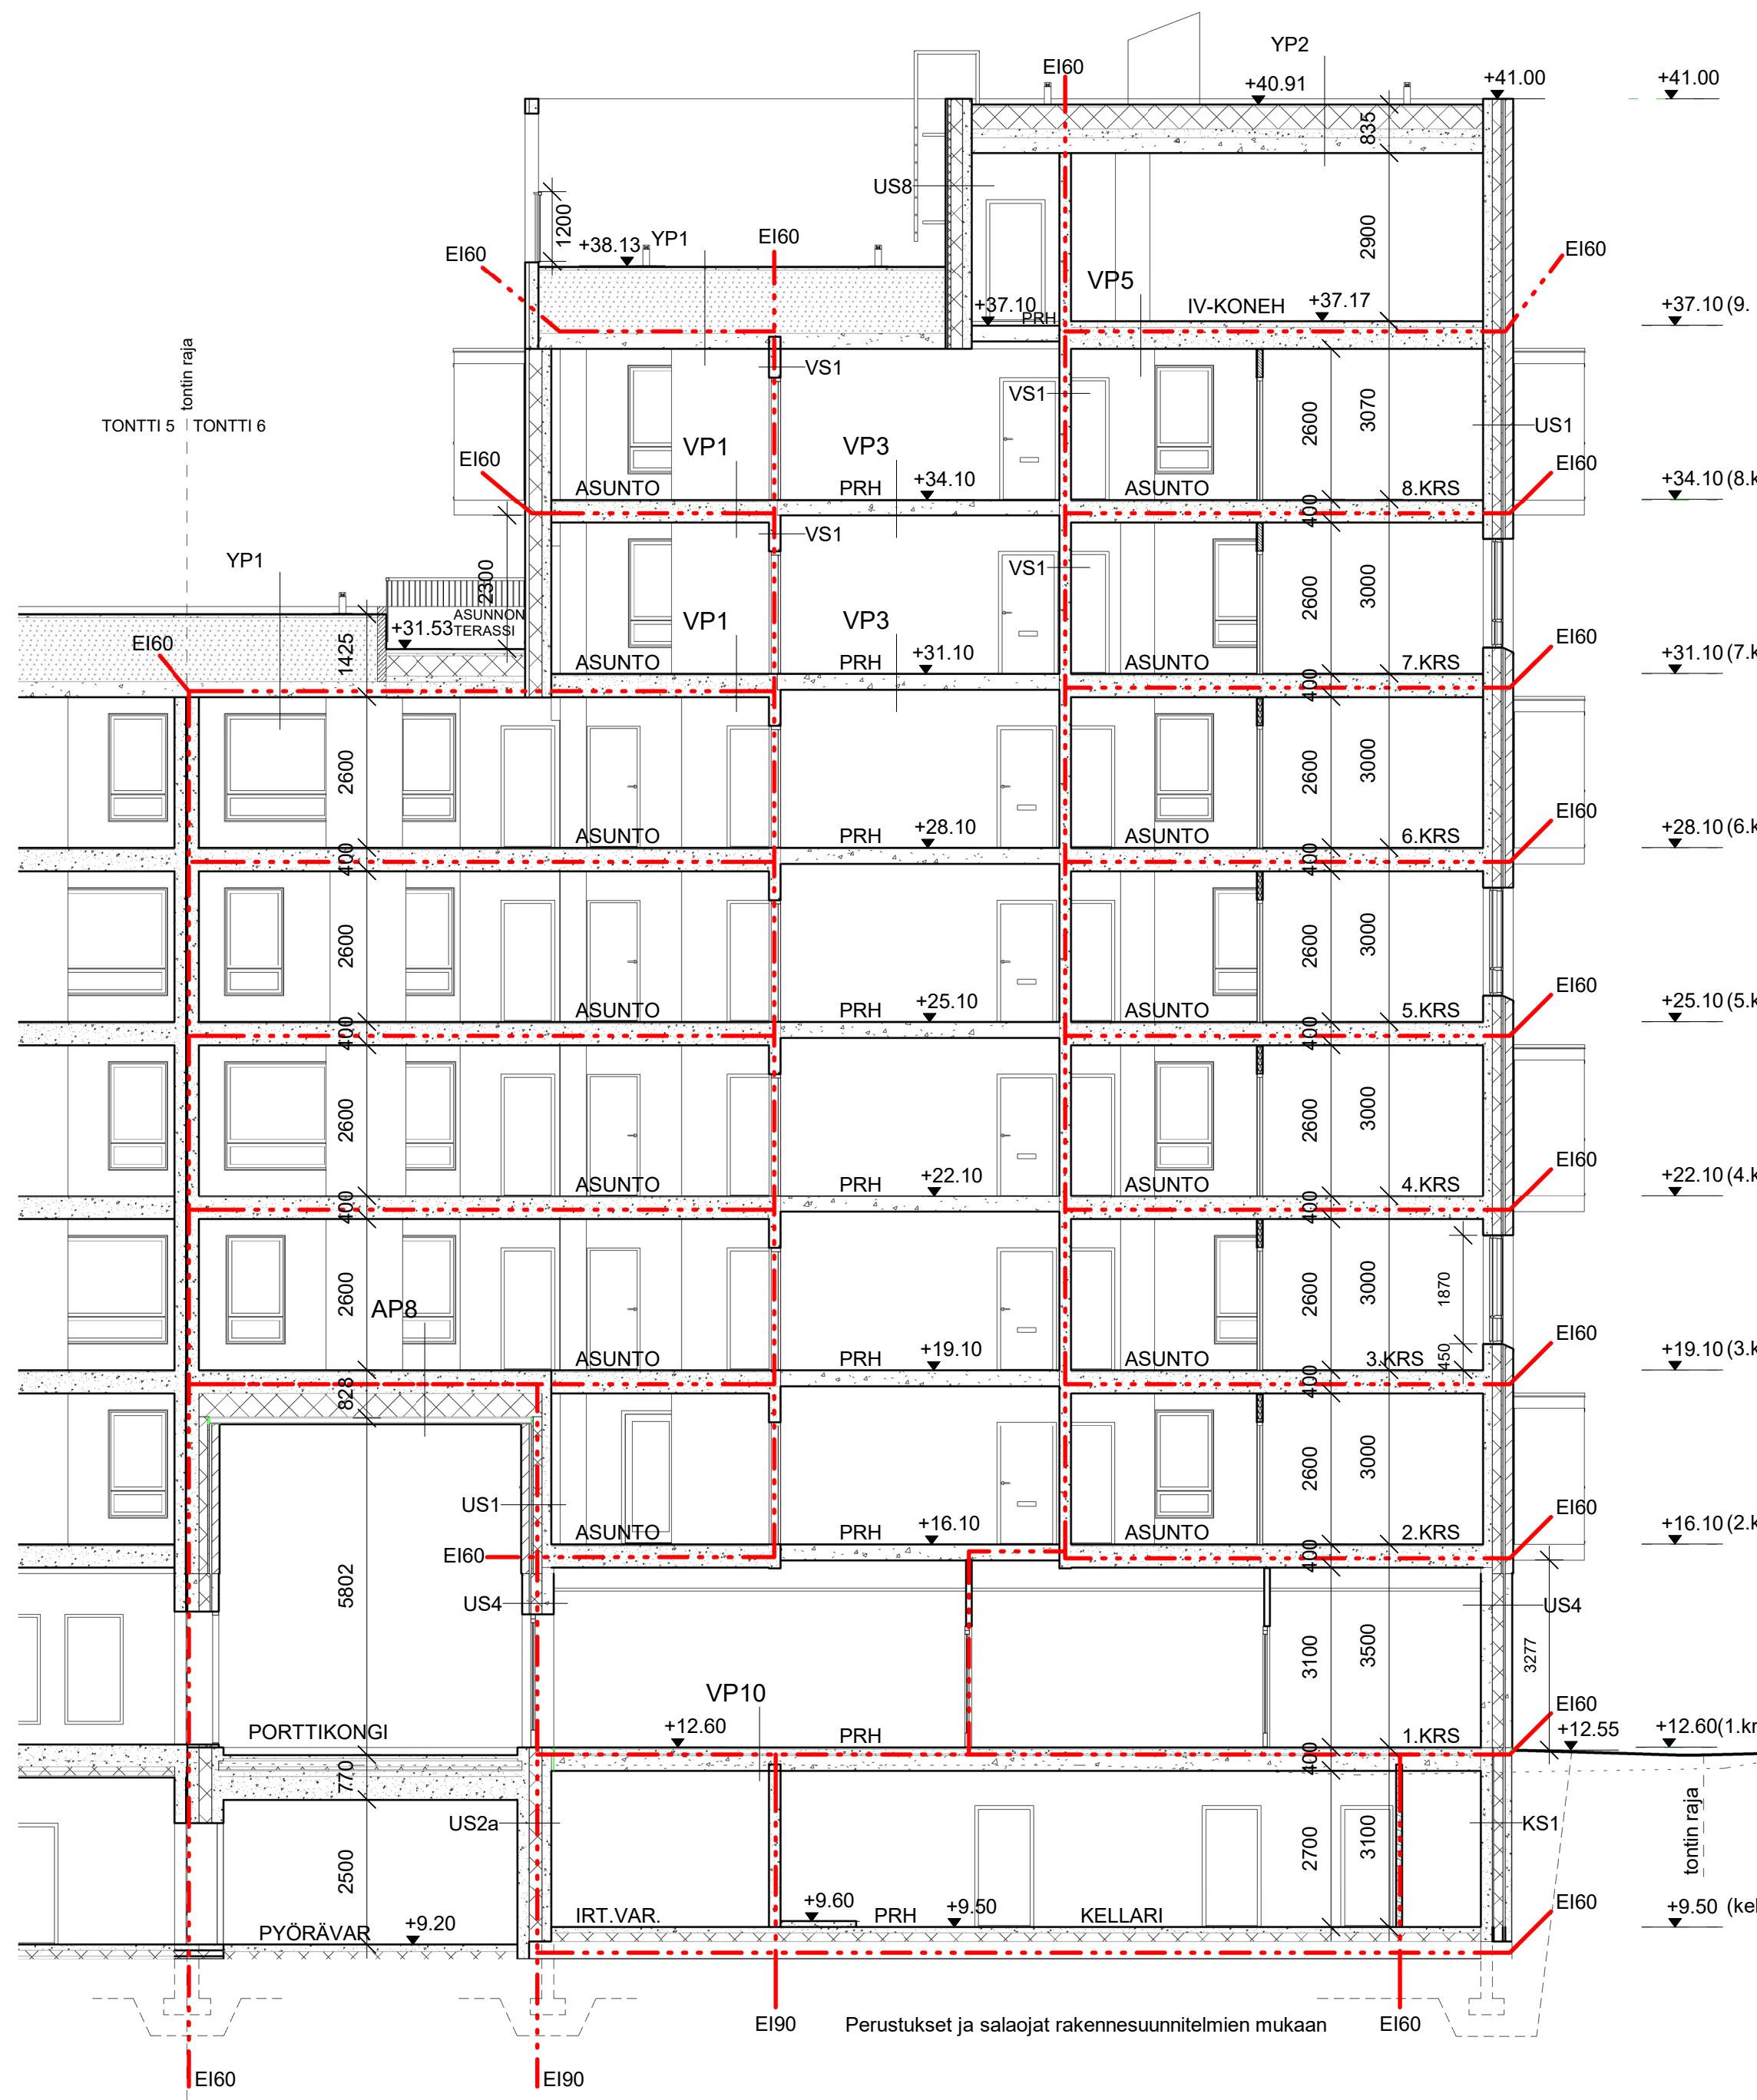 YP2
EI60
+40.91
+41.00
+41.00
835
US8
1200
+38.13
YP1
EI60
EI60
2900
EI60
VP5
+37.10
PRH
IV-KONEH
+37.17
+37.10 (9.
tontin raja
VS1
VS1
2600
3070
TONTTI 5
TONTTI 6
US1
VP1
VP3
EI60
EI60
ASUNTO
PRH
+34.10
ASUNTO
8.KRS
+34.10 (8.k
400
VS1
YP1
2300
VS1
2600
3000
ASUNNON
TERASSI
+31.53
VP1
VP3
EI60
1425
EI60
ASUNTO
PRH
+31.10
ASUNTO
7.KRS
+31.10 (7.k
400
2600
2600
3000
EI60
ASUNTO
PRH
+28.10
ASUNTO
6.KRS
+28.10 (6.k
400
400
2600
2600
3000
EI60
ASUNTO
PRH
+25.10
ASUNTO
5.KRS
+25.10 (5.k
400
400
2600
2600
3000
EI60
ASUNTO
PRH
+22.10
ASUNTO
4.KRS
+22.10 (4.k
400
400
2600
2600
3000
1870
AP8
EI60
ASUNTO
PRH
+19.10
ASUNTO
3.KRS
450
+19.10 (3.k
828
400
2600
3000
US1
EI60
ASUNTO
PRH
+16.10
ASUNTO
2.KRS
+16.10 (2.k
EI60
400
5802
US4
US4
3100
3500
3277
VP10
EI60
PORTTIKONGI
+12.60
PRH
1.KRS
+12.55
+12.60(1.kr
770
400
US2a
KS1
tontin raja
2500
2700
3100
+9.60
EI60
PYÖRÄVAR
+9.20
IRT.VAR.
PRH
+9.50
KELLARI
+9.50 (kel
EI90
Perustukset ja salaojat rakennesuunnitelmien mukaan
EI60
EI60
EI90